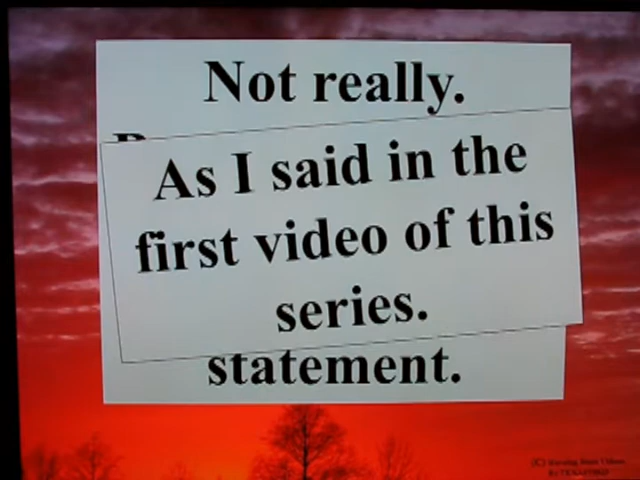 Not really.
As I said in the
first video of this
series.
statement.